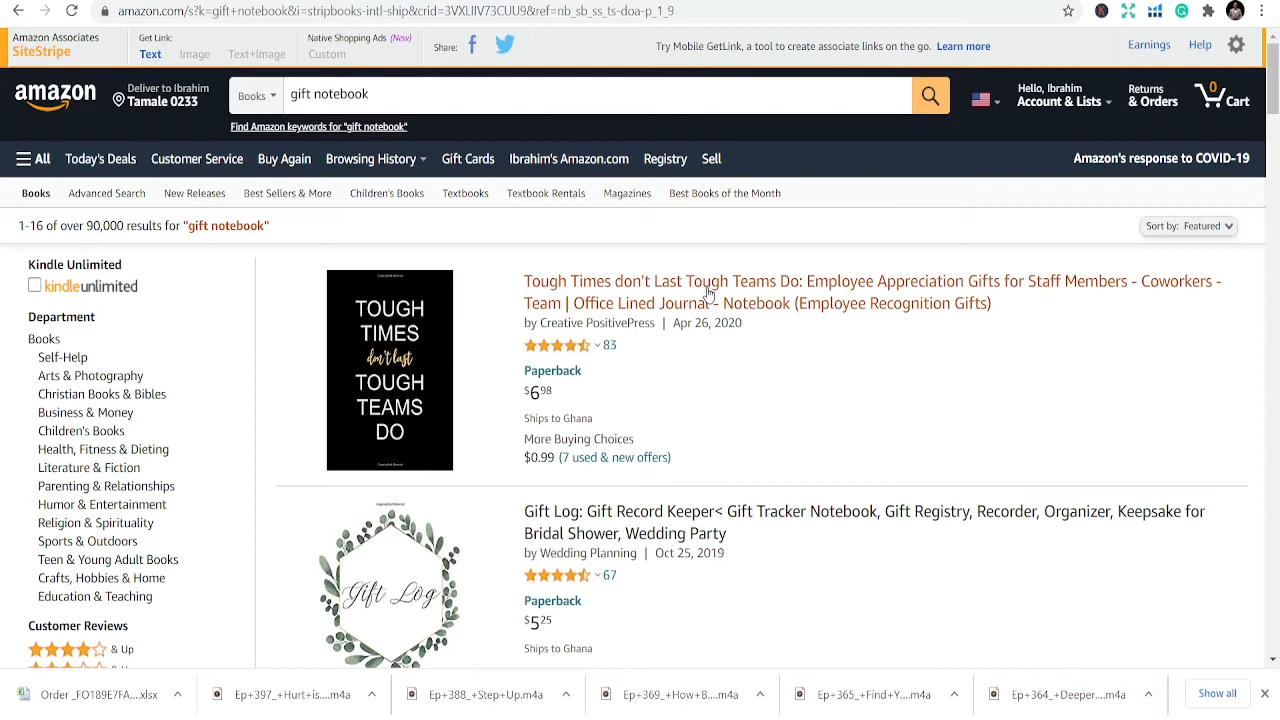 amazon.com/s?k=gift+notebook&i=stripbooks-intl-ship&crid=3VXLIIV73CUU9&ref=nb_sb_ss_ts-doa-p_1_9
Amazon Associates
SiteStripe
Get Link:
Text Image Text+Image
Native Shopping Ads (New)
Custom
Share:
Try Mobile GetLink, a tool to create associate links on the go. Learn more
Earnings Help
amazon
Deliver to Ibrahim
Tamale 0233
Books
gift notebook
Find Amazon keywords for "gift notebook"
Hello, Ibrahim
Account & Lists
Returns
& Orders
0
Cart
All Today's Deals Customer Service Buy Again Browsing History Gift Cards Ibrahim's Amazon.com Registry Sell
Amazon's response to COVID-19
Books Advanced Search New Releases Best Sellers & More Children's Books Textbooks Textbook Rentals Magazines Best Books of the Month
1-16 of over 90,000 results for "gift notebook"
Sort by: Featured
Kindle Unlimited
kindleunlimited
Department
Books
Self-Help
Arts & Photography
Christian Books & Bibles
Business & Money
Children's Books
Health, Fitness & Dieting
Literature & Fiction
Parenting & Relationships
Humor & Entertainment
Religion & Spirituality
Sports & Outdoors
Teen & Young Adult Books
Crafts, Hobbies & Home
Education & Teaching
Customer Reviews
& Up
TOUGH
TIMES
don't last
TOUGH
TEAMS
DO
Tough Times don't Last Tough Teams Do: Employee Appreciation Gifts for Staff Members - Coworkers -
Team | Office Lined Journal - Notebook (Employee Recognition Gifts)
by Creative PositivePress | Apr 26, 2020
83
Paperback
$6.98
Ships to Ghana
More Buying Choices
$0.99 (7 used & new offers)
Gift Log
Gift Log: Gift Record Keeper< Gift Tracker Notebook, Gift Registry, Recorder, Organizer, Keepsake for
Bridal Shower, Wedding Party
by Wedding Planning | Oct 25, 2019
67
Paperback
$5.25
Ships to Ghana
Order _FO189E7FA....xlsx
Ep+397_+Hurt+is....m4a
Ep+388_+Step+Up.m4a
Ep+369_+How+B....m4a
Ep+365_+Find+Y....m4a
Ep+364_+Deeper....m4a
Show all